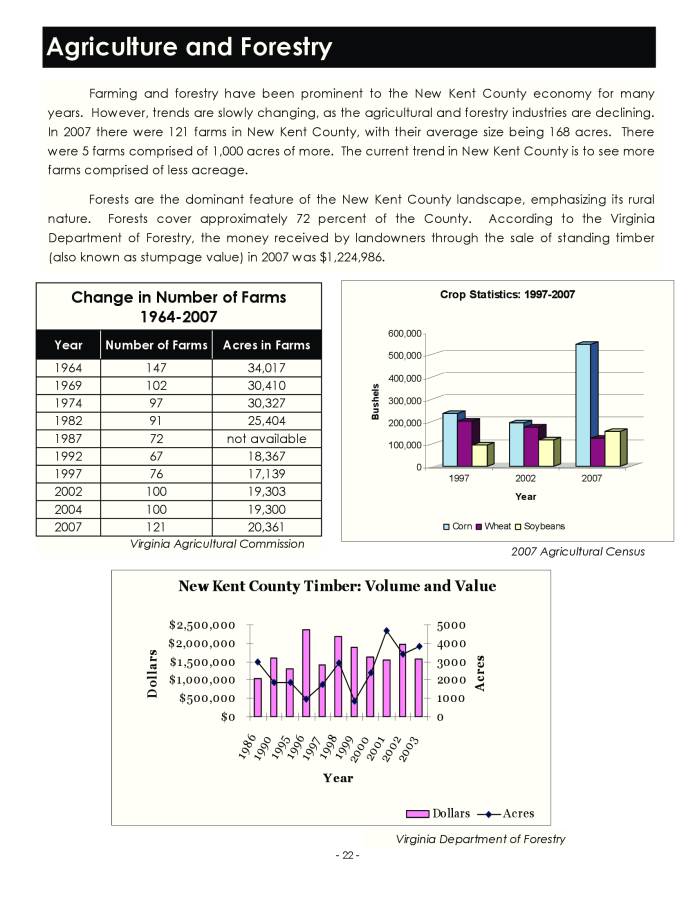 Agriculture and Forestry
Farming and forestry have been prominent to the New Kent County economy for many
years. However, trends are slowly changing, as the agricultural and forestry industries are declining.
In 2007 there were 121 farms in New Kent County, with their average size being 168 acres. There
were 5 farms comprised of 1,000 acres of more. The current trend in New Kent County is to see more
farms comprised of less acreage.
Forests are the dominant feature of the New Kent County landscape, emphasizing its rural
nature. Forests cover approximately 72 percent of the County. According to the Virginia
Department of Forestry, the money received by landowners through the sale of standing timber
(also known as stumpage value) in 2007 was $1,224,986.
Change in Number of Farms
1964-2007
Year Number of Farms Acres in Farms
1964 147 34,017
1969 102 30,410
1974 97 30,327
1982 91 25,404
1987 72 not available
1992 67 18,367
1997 76 17,139
2002 100 19,303
2004 100 19,300
2007 121 20,361
Virginia Agricultural Commission
Crop Statistics: 1997-2007
600,000
500,000
400,000
300,000
200,000
100,000
0
Bushels
1997 2002 2007
Year
Corn Wheat Soybeans
2007 Agricultural Census
New Kent County Timber: Volume and Value
$2,500,000 5000
$2,000,000 4000
$1,500,000 3000
$1,000,000 2000
$500,000 1000
$0 0
Dollars
Acres
1986 1990 1995 1996 1997 1998 1999 2000 2001 2002 2003
Year
Dollars Acres
Virginia Department of Forestry
- 22 -